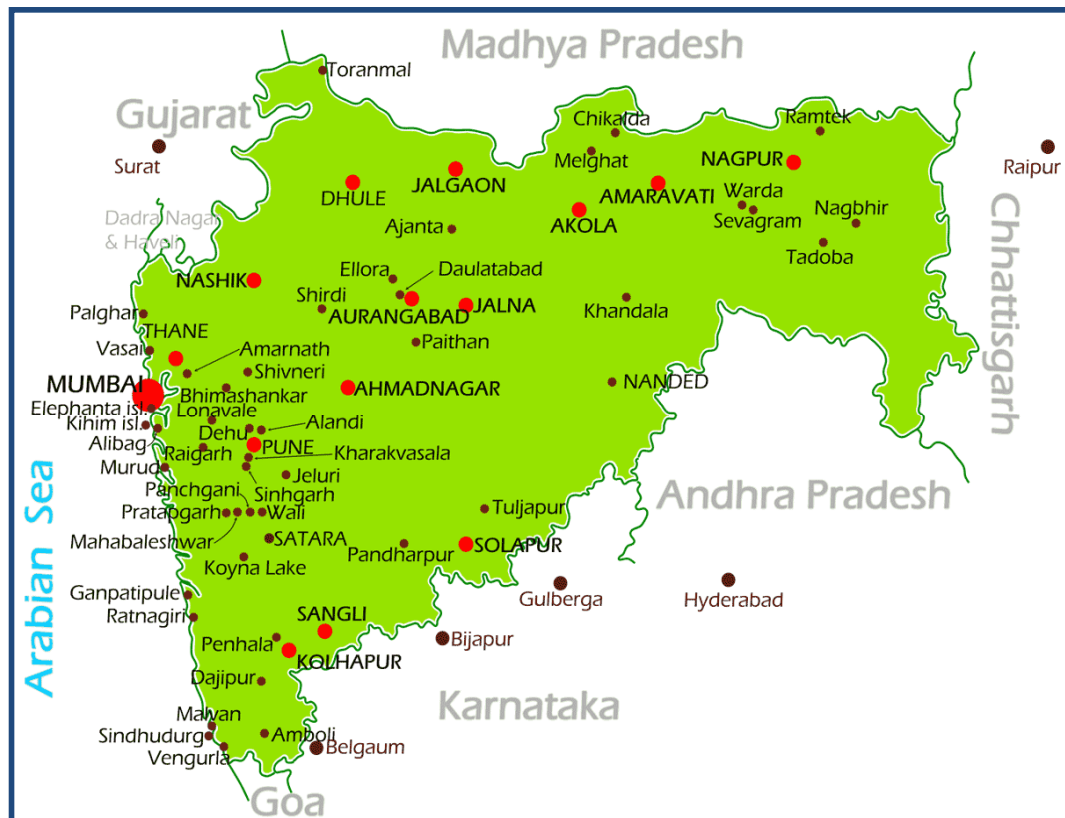 Madhya Pradesh
Toranmal
Gujarat
Chikalda
Ramtek
Surat
Melghat
NAGPUR
Raipur
JALGAON
DHULE
AMARAVATI
Warda
Sevagram
Nagbhir
Dadra Nagar
& Haveli
Ajanta
AKOLA
Tadoba
Chhattisgarh
NASHIK
Ellora
Daulatabad
Shirdi
AURANGABAD
JALNA
Khandala
Palghar
THANE
Vasai
Amarnath
Paithan
Shivneri
MUMBAI
Bhimashankar
AHMADNAGAR
NANDED
Elephanta isl.
Lonavale
Kihim isl.
Dehu
Alandi
Alibag
Raigarh
PUNE
Kharakvasala
Murud
Jeluri
Panchgani
Sinhgarh
Andhra Pradesh
Pratapgarh
Wali
Tuljapur
Mahabaleshwar
SATARA
Pandharpur
SOLAPUR
Koyna Lake
Arabian Sea
Ganpatipule
Gulberga
Hyderabad
Ratnagiri
SANGLI
Penhala
Bijapur
KOLHAPUR
Dajipur
Karnataka
Malvan
Sindhudurg
Amboli
Belgaum
Vengurla
Goa